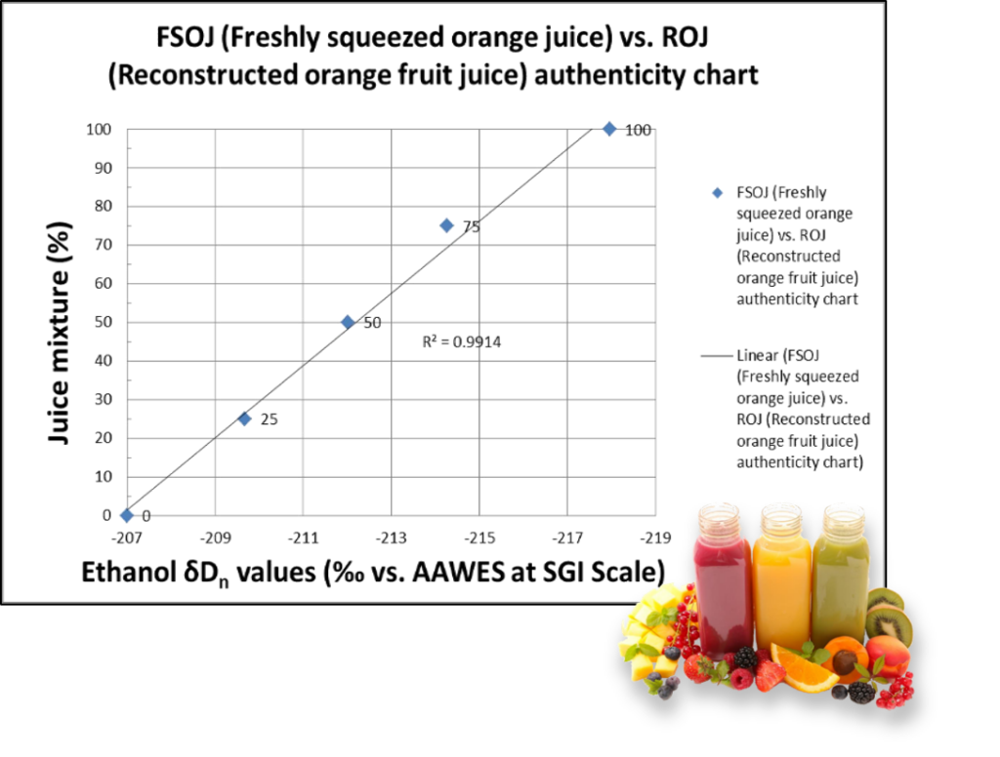 FSOJ (Freshly squeezed orange juice) vs. ROJ
(Reconstructed orange fruit juice) authenticity chart
100
90
80
70
60
50
40
30
20
10
0
Juice mixture (%)
100
75
50
25
0
R² = 0.9914
-207 -209 -211 -213 -215 -217 -219
Ethanol δDₙ values (‰ vs. AAWES at SGI Scale)
FSOJ (Freshly
squeezed orange
juice) vs. ROJ
(Reconstructed
orange fruit juice)
authenticity chart
Linear (FSOJ
(Freshly squeezed
orange juice) vs.
ROJ (Reconstructed
orange fruit juice)
authenticity chart)